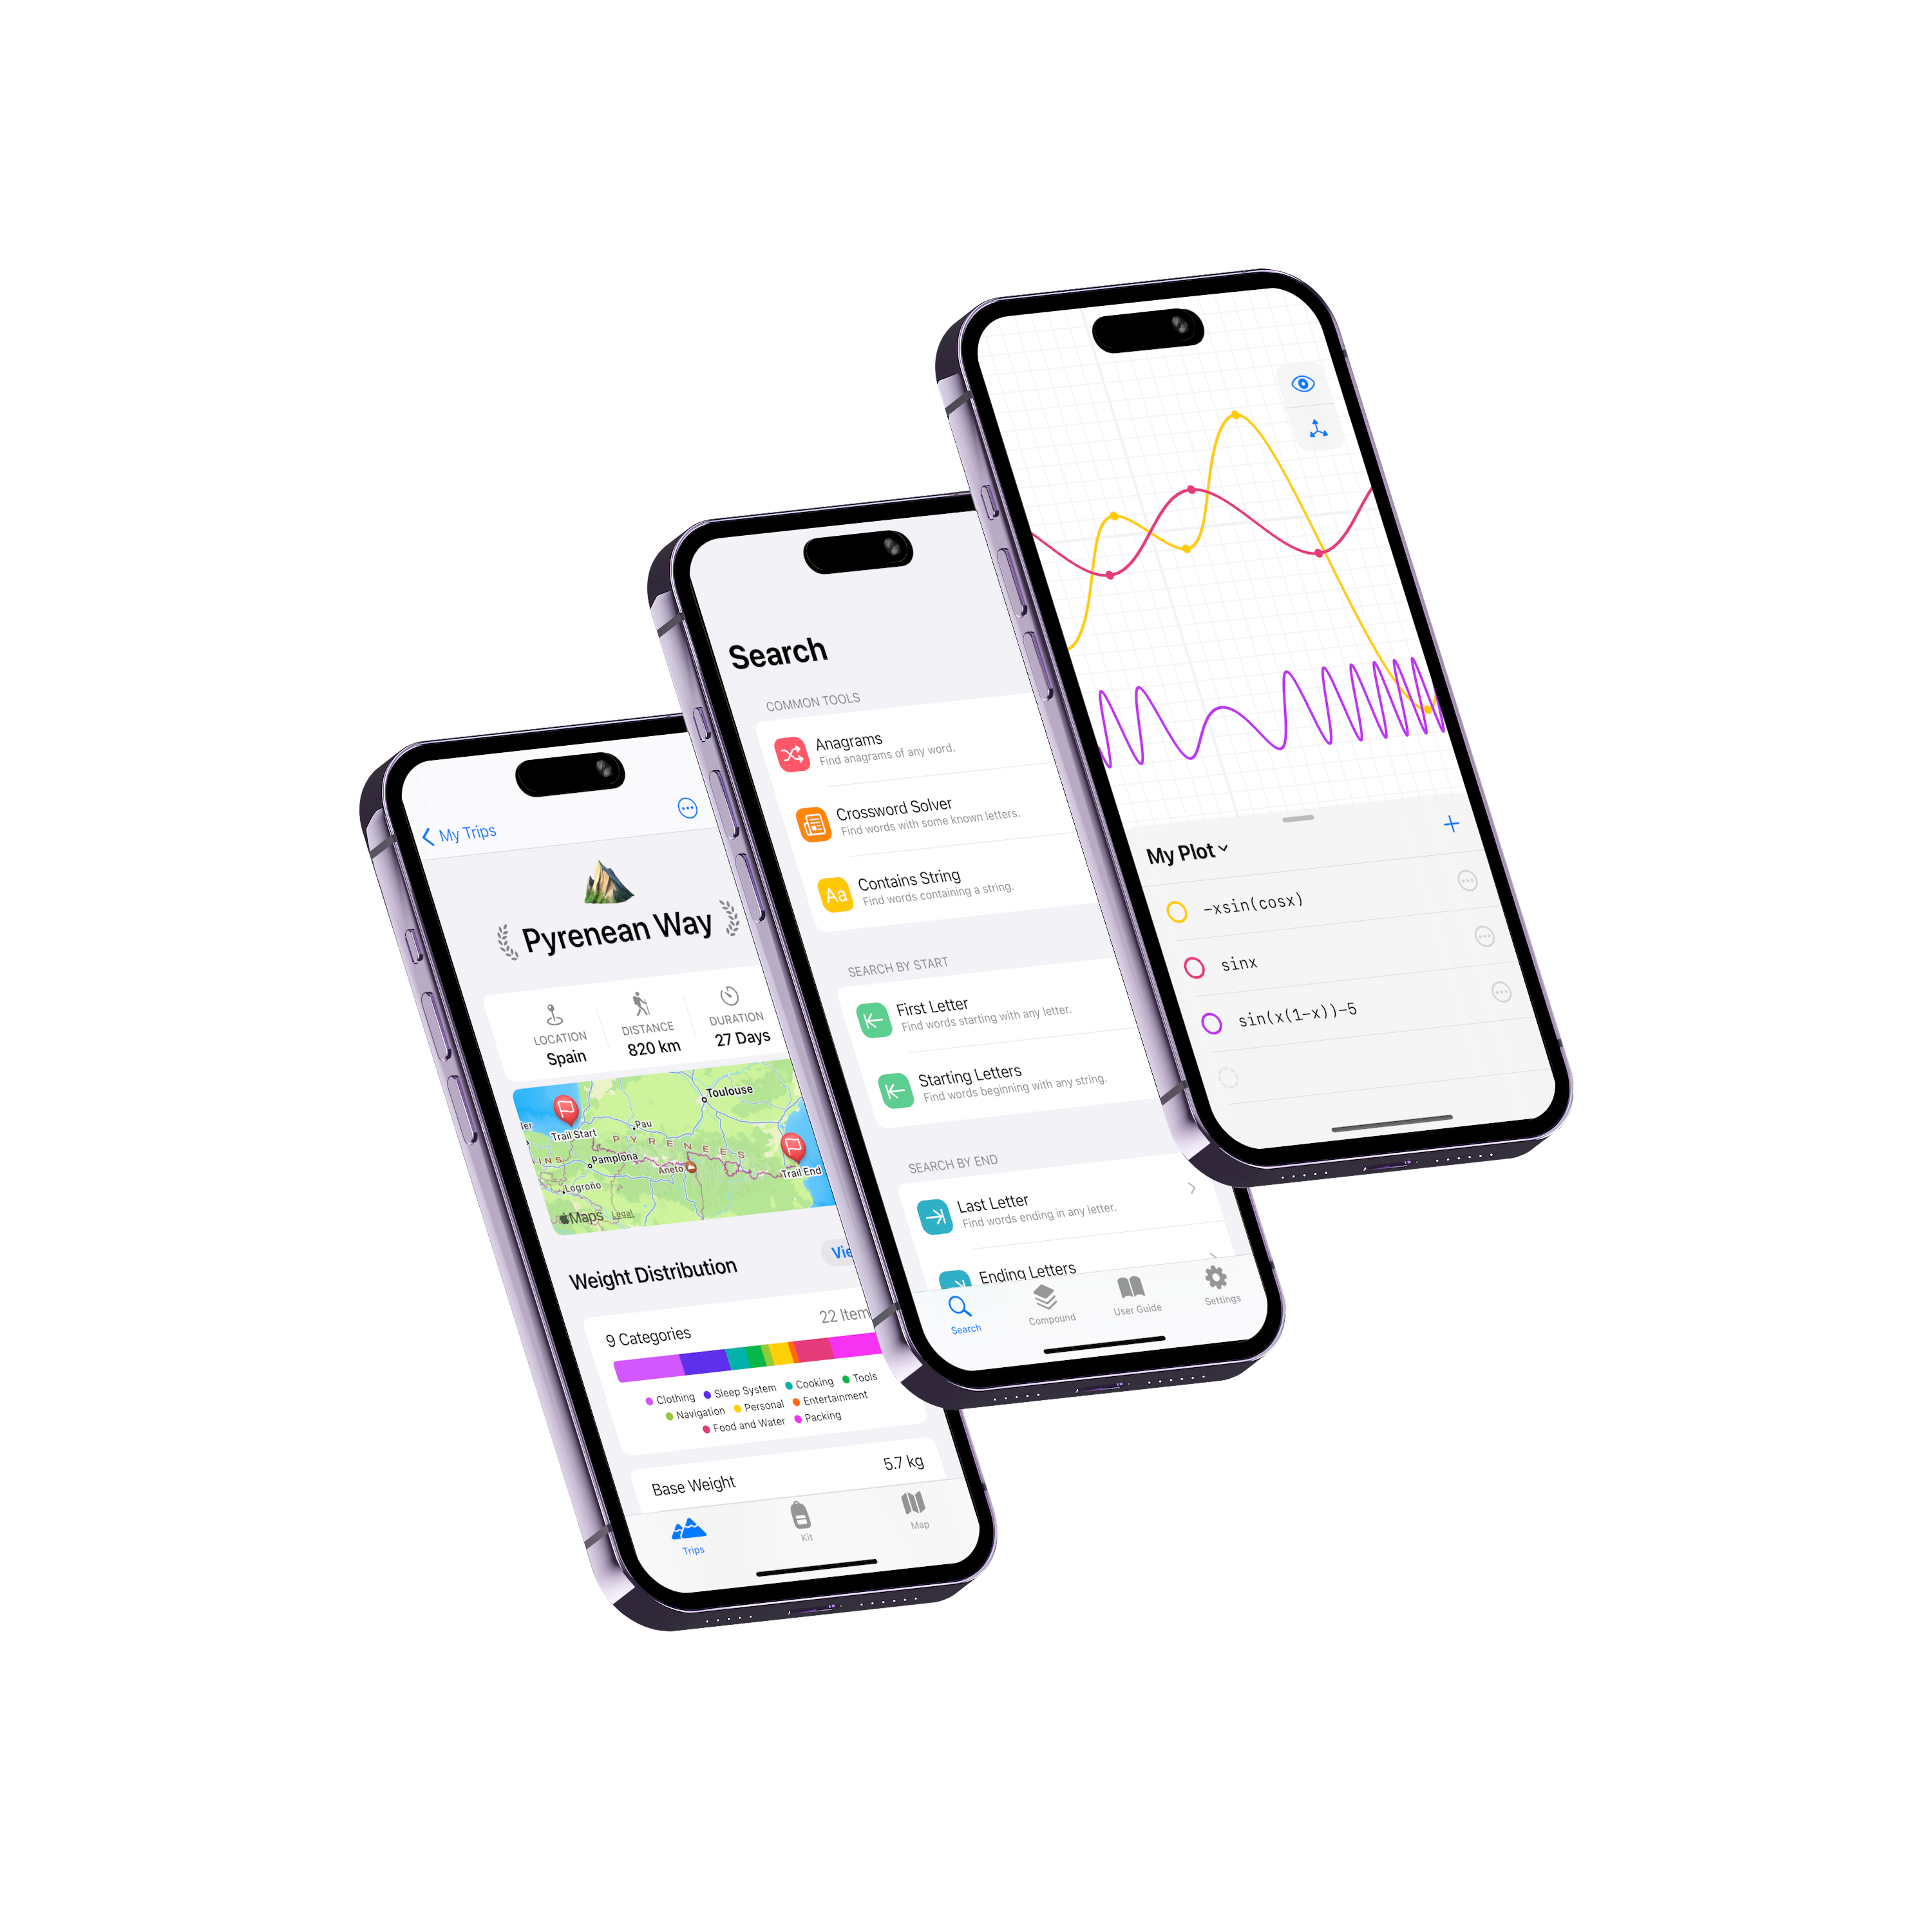 My Trips
Pyrenean Way
LOCATION
Spain
DISTANCE
820 km
DURATION
27 Days
Toulouse
Trail Start
Pau
PYRENEES
Pamplona
Aneto
Trail End
Logroño
Maps
Legal
Weight Distribution
9 Categories
22 Item
Clothing
Sleep System
Cooking
Tools
Navigation
Personal
Entertainment
Food and Water
Packing
Base Weight
5.7 kg
Trips
Kit
Map
Search
COMMON TOOLS
Anagrams
Find anagrams of any word.
Crossword Solver
Find words with some known letters.
Aa
Contains String
Find words containing a string.
SEARCH BY START
First Letter
Find words starting with any letter.
Starting Letters
Find words beginning with any string.
SEARCH BY END
Last Letter
Find words ending in any letter.
Ending Letters
Search
Compound
User Guide
Settings
My Plot
-xsin(cosx)
sinx
sin(x(1-x))-5